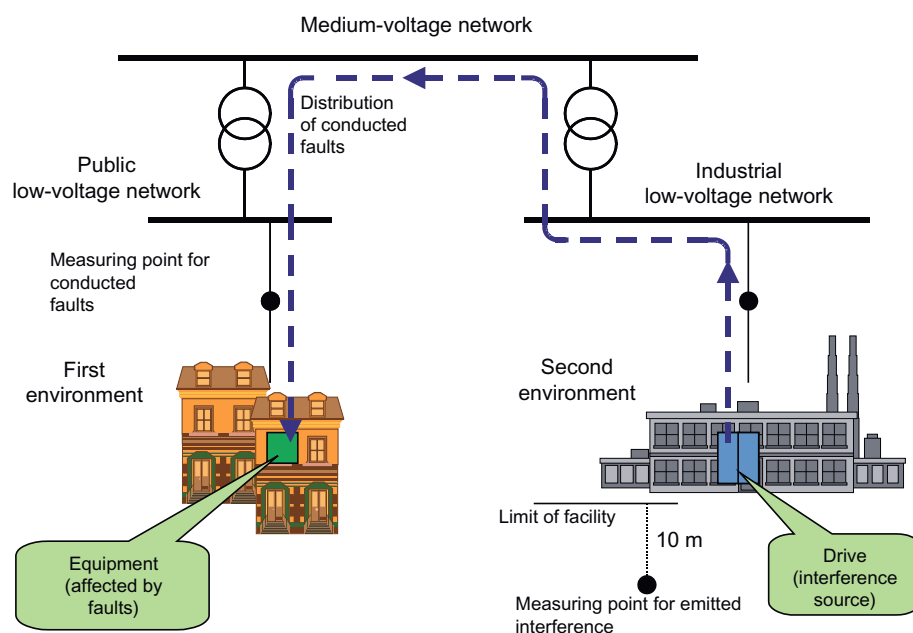 Medium-voltage network
Distribution
of conducted
faults
Public
low-voltage network
Industrial
low-voltage network
Measuring point for
conducted
faults
First
environment
Second
environment
Limit of facility
10 m
Equipment
(affected by
faults)
Drive
(interference
source)
Measuring point for emitted
interference